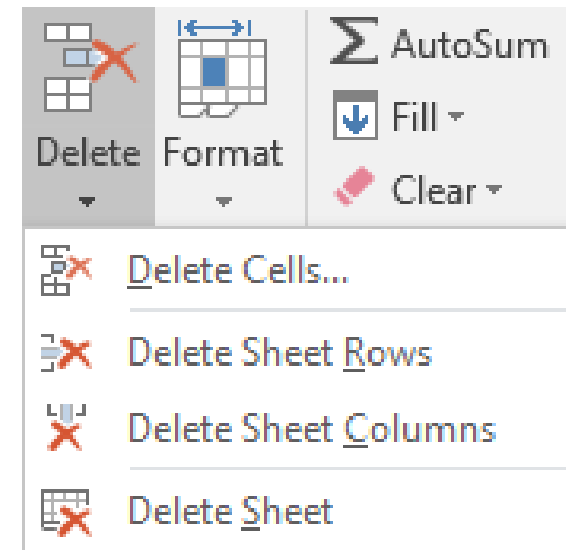 Delete
Format
AutoSum
Fill
Clear
Delete Cells...
Delete Sheet Rows
Delete Sheet Columns
Delete Sheet